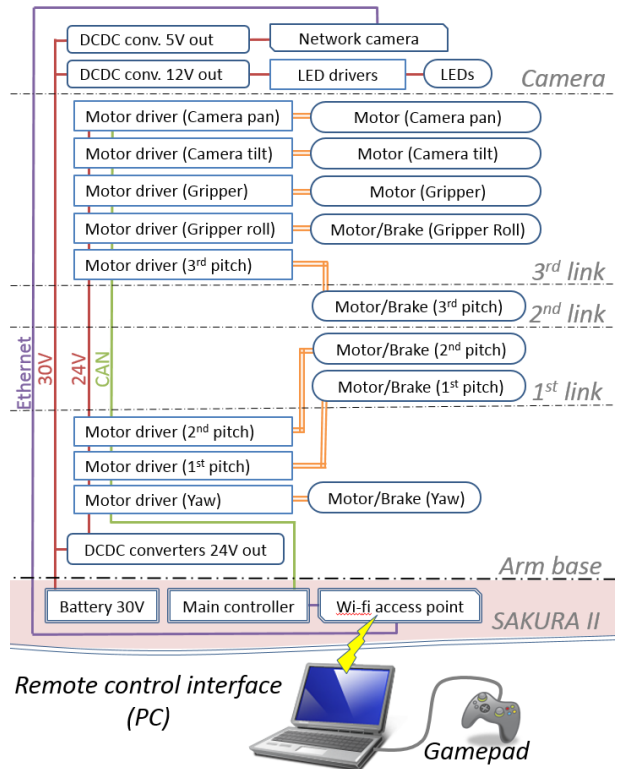 DCDC conv. 5V out
Network camera
DCDC conv. 12V out
LED drivers
LEDs
Camera
Motor driver (Camera pan)
Motor (Camera pan)
Motor driver (Camera tilt)
Motor (Camera tilt)
Motor driver (Gripper)
Motor (Gripper)
Motor driver (Gripper roll)
Motor/Brake (Gripper Roll)
Motor driver (3rd pitch)
3rd link
Motor/Brake (3rd pitch)
2nd link
Ethernet
30V
24V
CAN
Motor/Brake (2nd pitch)
Motor/Brake (1st pitch)
1st link
Motor driver (2nd pitch)
Motor driver (1st pitch)
Motor driver (Yaw)
Motor/Brake (Yaw)
DCDC converters 24V out
Arm base
Battery 30V
Main controller
Wi-fi access point
SAKURA II
Remote control interface
(PC)
Gamepad